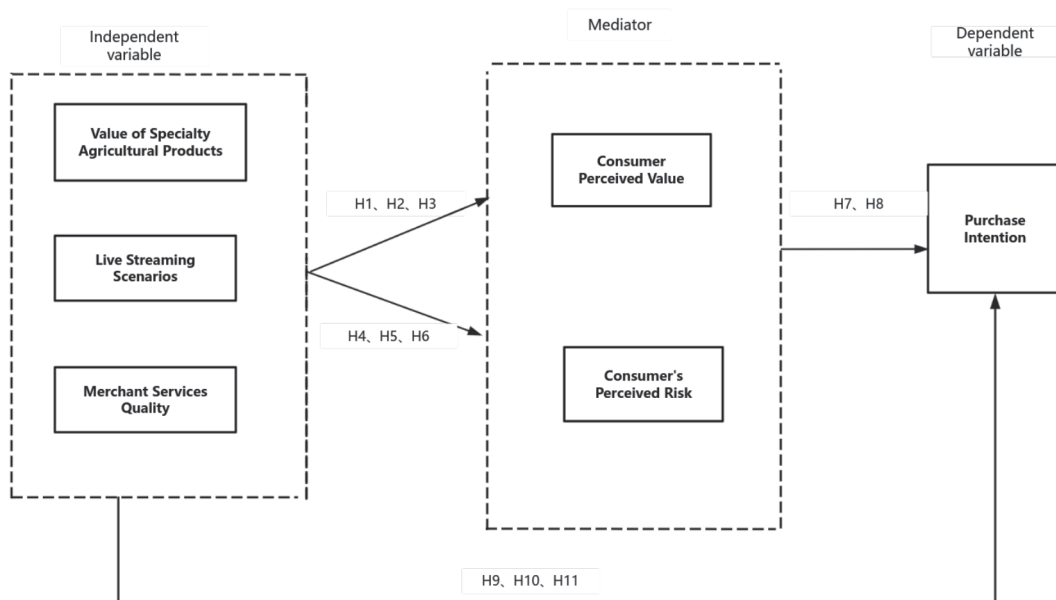 Independent
variable
Mediator
Dependent
variable
Value of Specialty
Agricultural Products
Live Streaming
Scenarios
Merchant Services
Quality
H1、H2、H3
H4、H5、H6
Consumer
Perceived Value
Consumer's
Perceived Risk
H7、H8
Purchase
Intention
H9、H10、H11